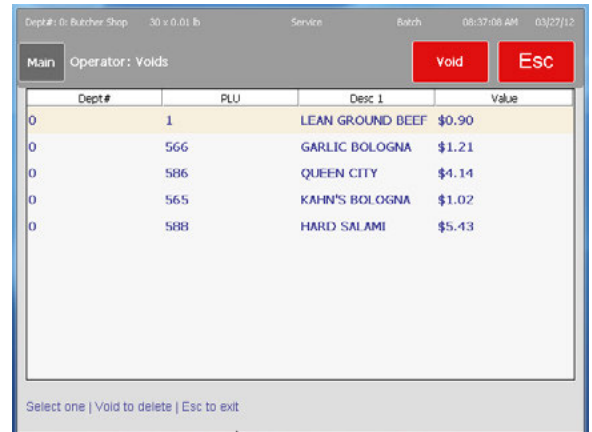 Dept#: 0: Butcher Shop 30 x 0.01 lb Service Batch 08:37:08 AM 03/27/12
Main Operator: Voids Void Esc
Dept# PLU Desc 1 Value
0 1 LEAN GROUND BEEF $0.90
0 566 GARLIC BOLOGNA $1.21
0 586 QUEEN CITY $4.14
0 565 KAHN'S BOLOGNA $1.02
0 588 HARD SALAMI $5.43
Select one | Void to delete | Esc to exit